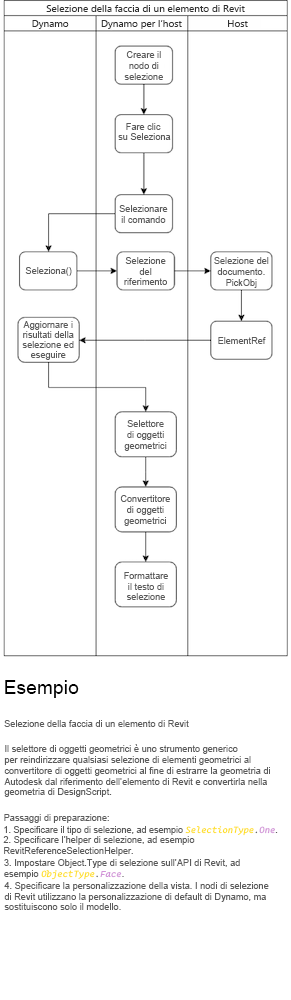 Selezione della faccia di un elemento di Revit
Dynamo
Dynamo per l'host
Host
Creare il
nodo di
selezione
Fare clic
su Seleziona
Selezionare
il comando
Seleziona()
Selezione
del
riferimento
Selezione del
documento.
PickObj
Aggiornare i
risultati della
selezione ed
eseguire
ElementRef
Selettore
di oggetti
geometrici
Convertitore
di oggetti
geometrici
Formattare
il testo di
selezione
Esempio
Selezione della faccia di un elemento di Revit
Il selettore di oggetti geometrici è uno strumento generico
per reindirizzare qualsiasi selezione di elementi geometrici al
convertitore di oggetti geometrici al fine di estrarre la geometria di
Autodesk dal riferimento dell'elemento di Revit e convertirla nella
geometria di DesignScript.
Passaggi di preparazione:
1. Specificare il tipo di selezione, ad esempio SelectionType.One.
2. Specificare l'helper di selezione, ad esempio
RevitReferenceSelectionHelper.
3. Impostare Object.Type di selezione sull'API di Revit, ad
esempio ObjectType.Face.
4. Specificare la personalizzazione della vista. I nodi di selezione
di Revit utilizzano la personalizzazione di default di Dynamo, ma
sostituiscono solo il modello.